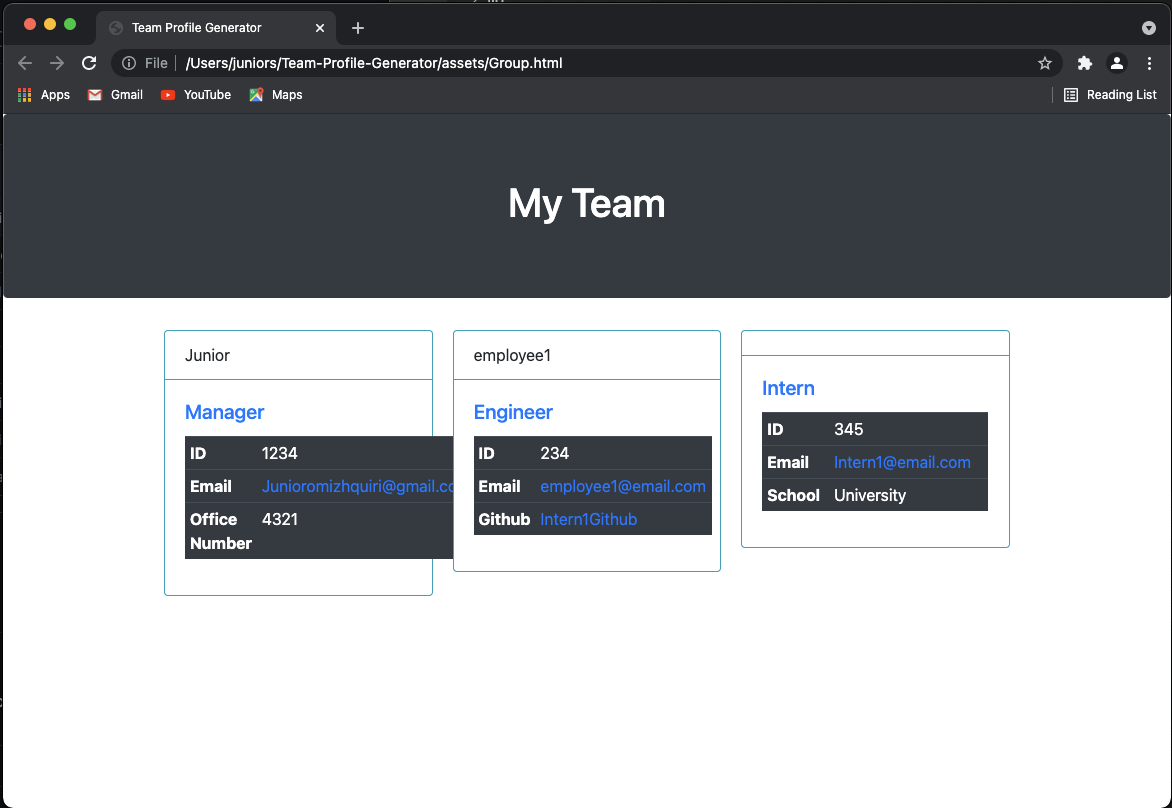 Team Profile Generator
File /Users/juniors/Team-Profile-Generator/assets/Group.html
Apps Gmail YouTube Maps Reading List
My Team
Junior
Manager
ID 1234
Email Junioromizhquiri@gmail.co
Office Number 4321
employee1
Engineer
ID 234
Email employee1@email.com
Github Intern1Github
Intern
ID 345
Email Intern1@email.com
School University